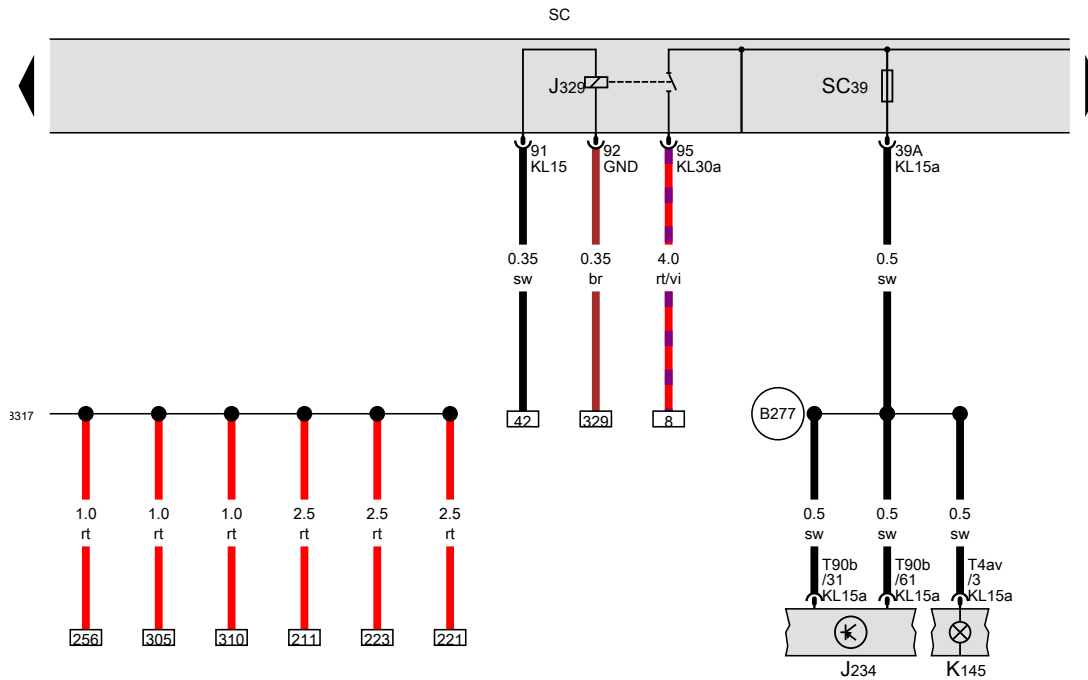 SC
J329
SC39
91
KL15
92
GND
95
KL30a
39A
KL15a
0.35
sw
0.35
br
4.0
rt/vi
0.5
sw
3317
42
329
8
B277
1.0
rt
1.0
rt
1.0
rt
2.5
rt
2.5
rt
2.5
rt
0.5
sw
0.5
sw
0.5
sw
T90b
/31
KL15a
T90b
/61
KL15a
T4av
/3
KL15a
256
305
310
211
223
221
J234
K145